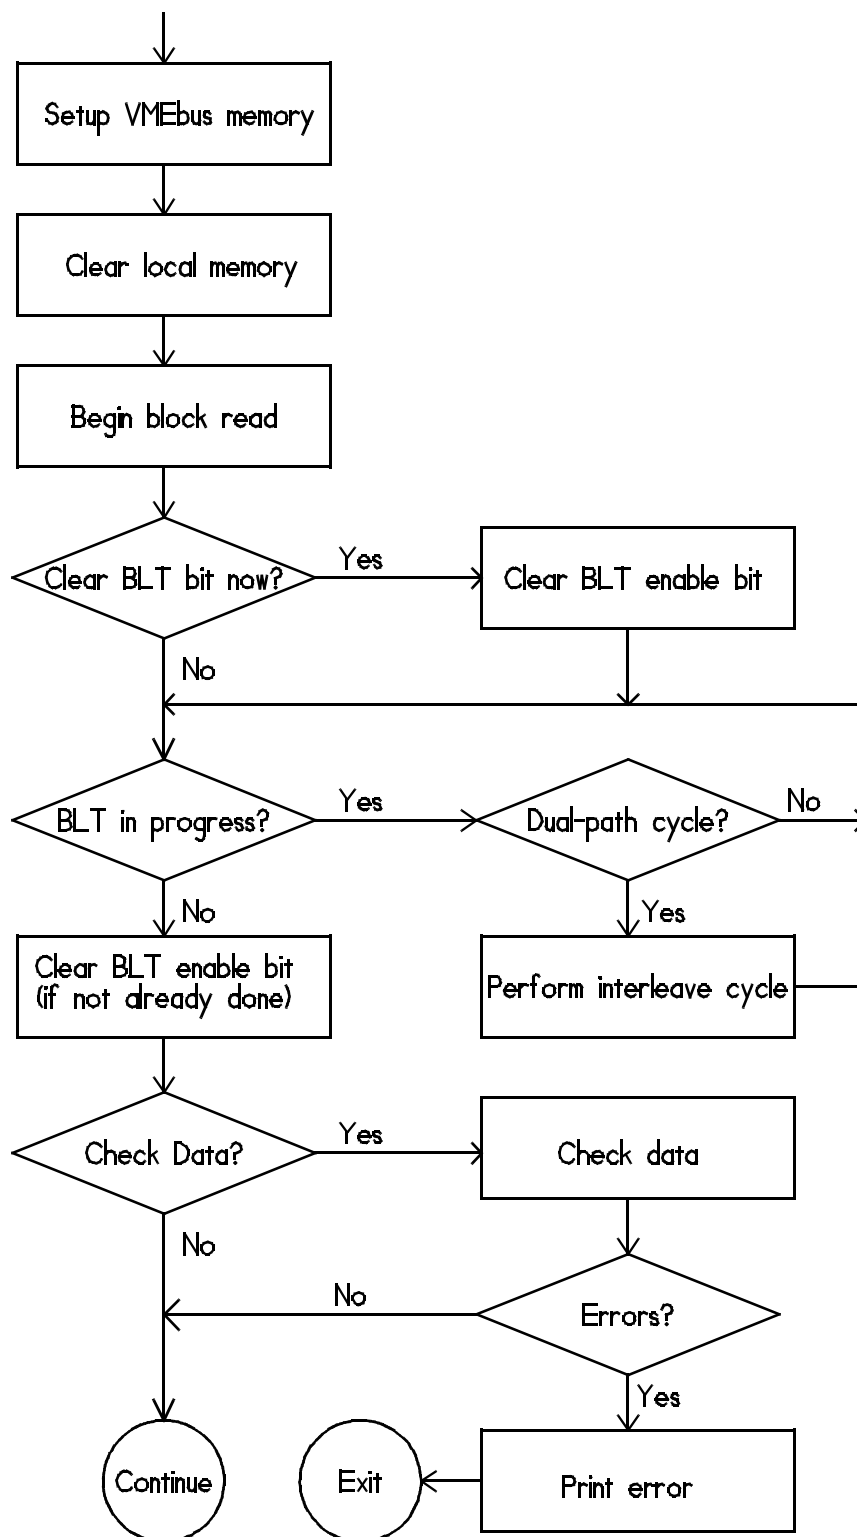 Setup VMEbus memory
Clear local memory
Begin block read
Clear BLT bit now?
Yes
Clear BLT enable bit
No
BLT in progress?
Yes
Dual-path cycle?
No
No
Yes
Clear BLT enable bit
(if not already done)
Perform interleave cycle
Check Data?
Yes
Check data
No
No
Errors?
Yes
Continue
Exit
Print error